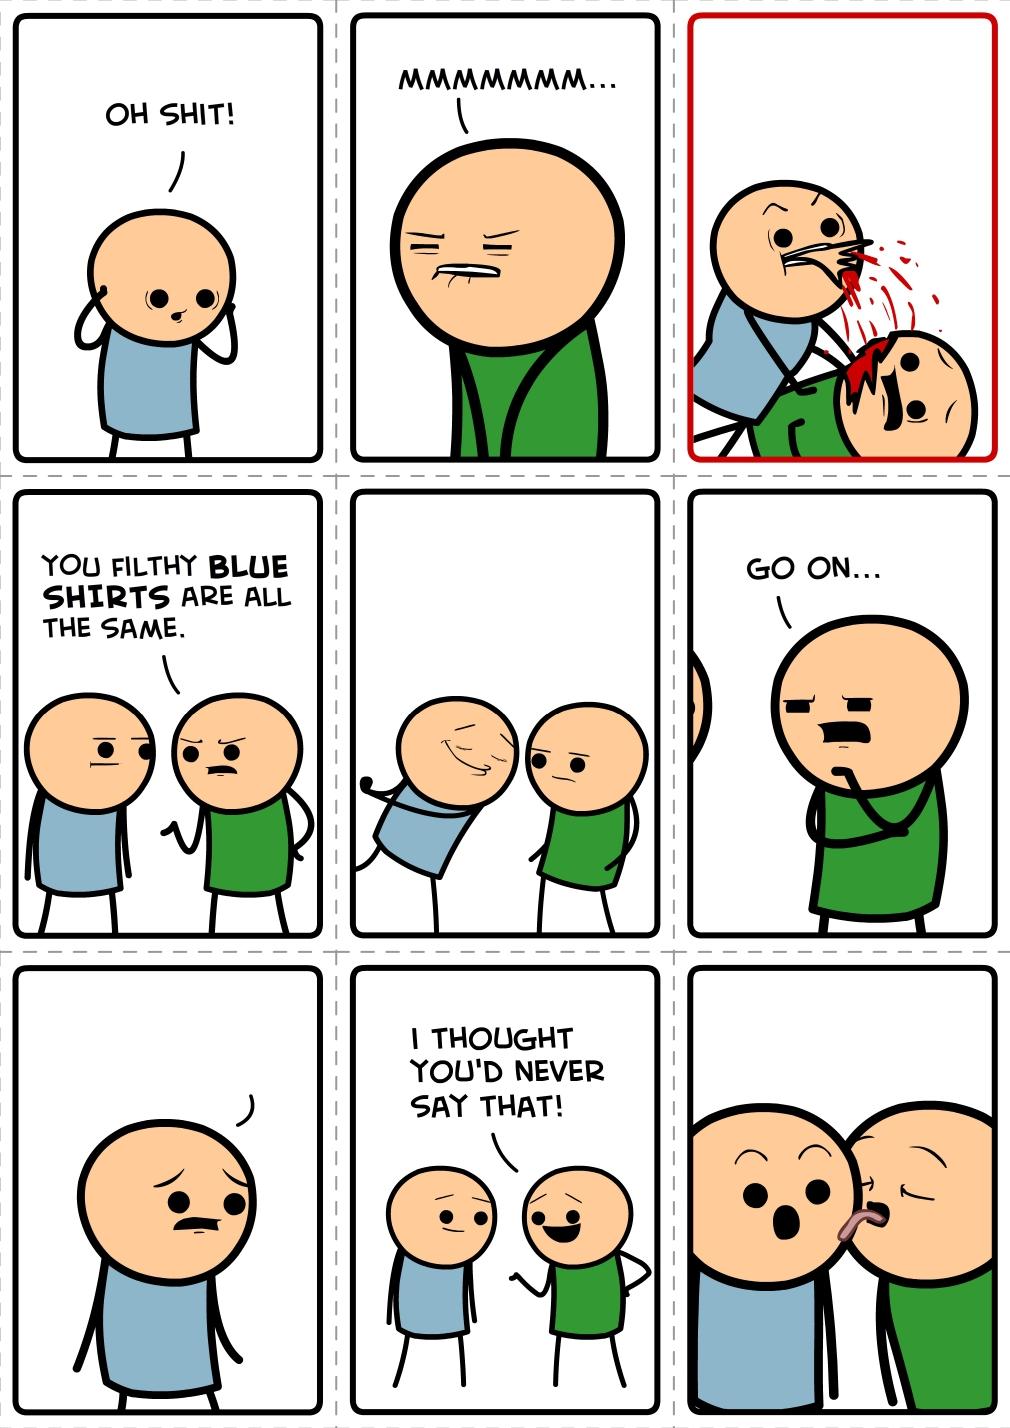 OH SHIT!
MMMMMMM...
YOU FILTHY BLUE
SHIRTS ARE ALL
THE SAME.
GO ON...
I THOUGHT
YOU'D NEVER
SAY THAT!